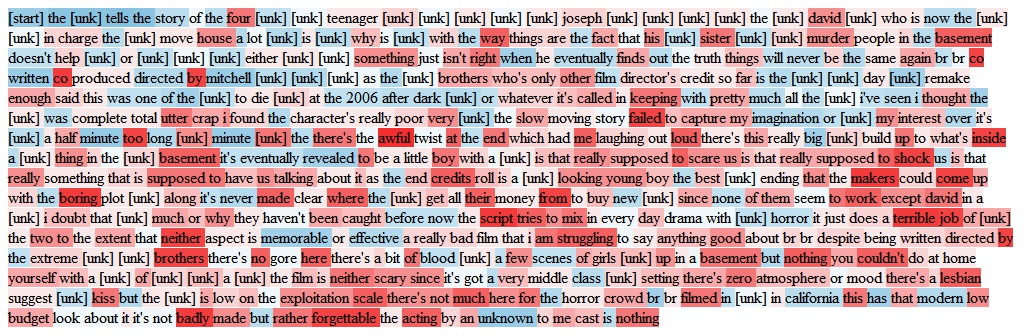 [start] the [unk] tells the story of the four [unk] [unk] teenager [unk] [unk] [unk] [unk] [unk] joseph [unk] [unk] [unk] [unk] the [unk] david [unk] who is now the [unk]
[unk] in charge the [unk] move house a lot [unk] is [unk] why is [unk] with the way things are the fact that his [unk] sister [unk] [unk] murder people in the basement
doesn't help [unk] or [unk] [unk] [unk] either [unk] [unk] something just isn't right when he eventually finds out the truth things will never be the same again br br co
written co produced directed by mitchell [unk] [unk] [unk] as the [unk] brothers who's only other film director's credit so far is the [unk] [unk] day [unk] remake
enough said this was one of the [unk] to die [unk] at the 2006 after dark [unk] or whatever it's called in keeping with pretty much all the [unk] i've seen i thought the
[unk] was complete total utter crap i found the character's really poor very [unk] the slow moving story failed to capture my imagination or [unk] my interest over it's
[unk] a half minute too long [unk] minute [unk] the there's the awful twist at the end which had me laughing out loud there's this really big [unk] build up to what's inside
a [unk] thing in the [unk] basement it's eventually revealed to be a little boy with a [unk] is that really supposed to scare us is that really supposed to shock us is that
really something that is supposed to have us talking about it as the end credits roll is a [unk] looking young boy the best [unk] ending that the makers could come up
with the boring plot [unk] along it's never made clear where the [unk] get all their money from to buy new [unk] since none of them seem to work except david in a
[unk] i doubt that [unk] much or why they haven't been caught before now the script tries to mix in every day drama with [unk] horror it just does a terrible job of [unk]
the two to the extent that neither aspect is memorable or effective a really bad film that i am struggling to say anything good about br br despite being written directed by
the extreme [unk] [unk] brothers there's no gore here there's a bit of blood [unk] a few scenes of girls [unk] up in a basement but nothing you couldn't do at home
yourself with a [unk] of [unk] [unk] a [unk] the film is neither scary since it's got a very middle class [unk] setting there's zero atmosphere or mood there's a lesbian
suggest [unk] kiss but the [unk] is low on the exploitation scale there's not much here for the horror crowd br br filmed in [unk] in california this has that modern low
budget look about it it's not badly made but rather forgettable the acting by an unknown to me cast is nothing